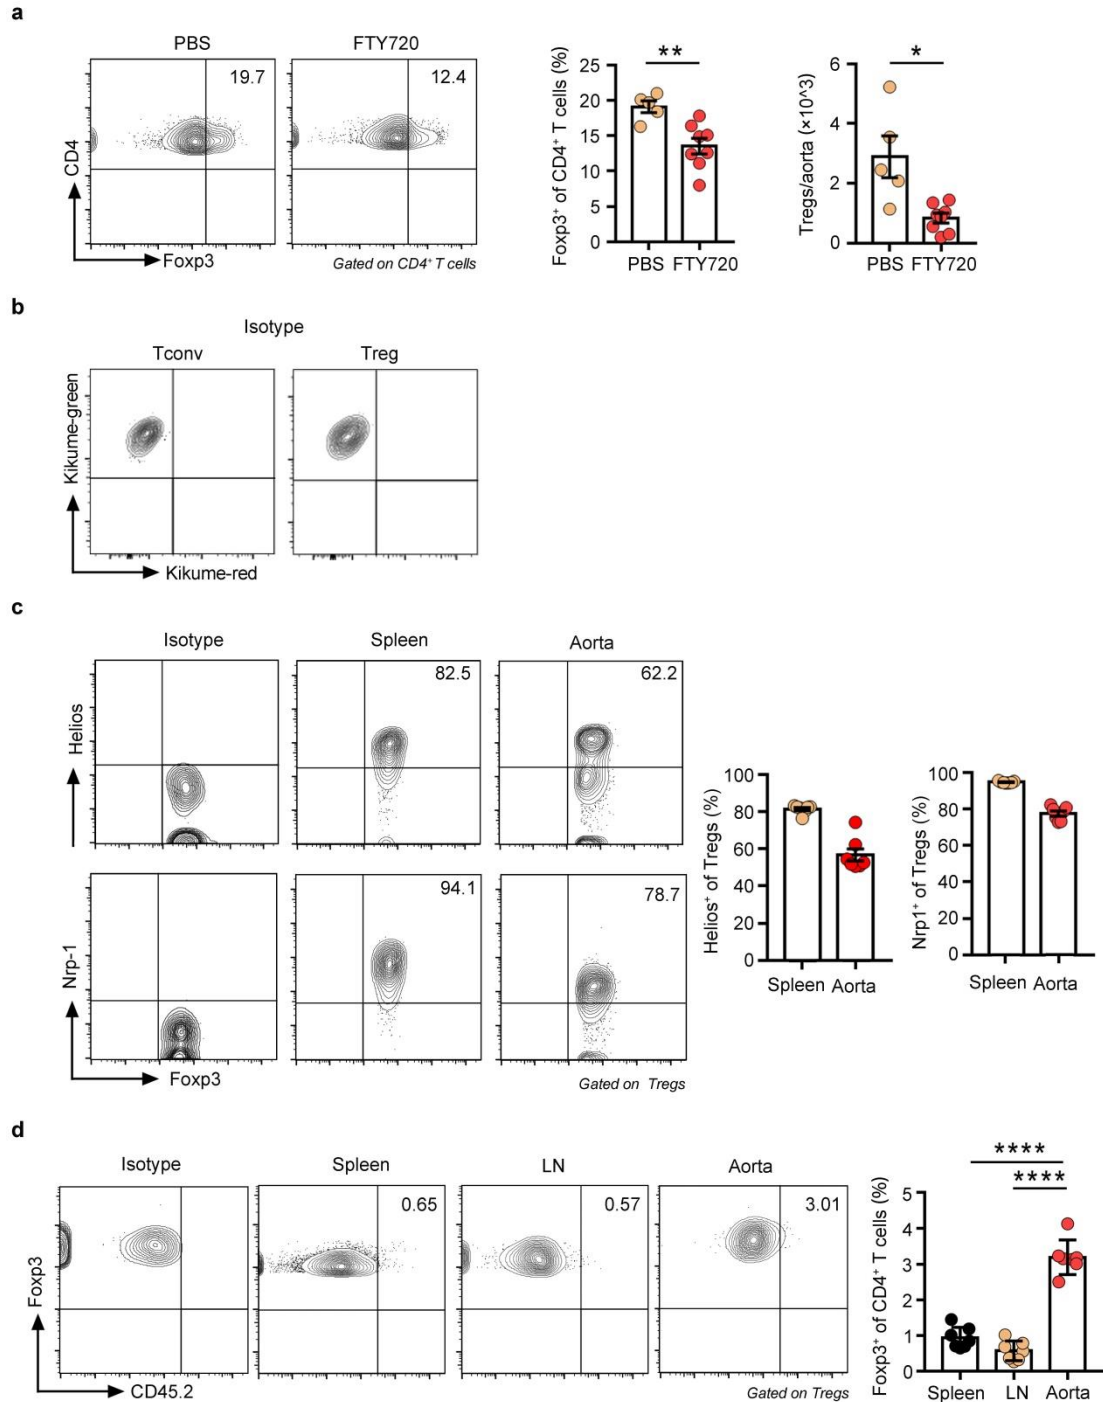 a
PBS
FTY720
19.7
12.4
CD4
Foxp3
Gated on CD4⁺ T cells
Foxp3⁺ of CD4⁺ T cells (%)
25
20
15
10
5
0
**
PBS FTY720
Tregs/aorta (×10^3)
6
4
2
0
*
PBS FTY720
b
Isotype
Tconv
Treg
Kikume-green
Kikume-red
c
Isotype
Spleen
Aorta
82.5
62.2
Helios
94.1
78.7
Nrp-1
Foxp3
Gated on Tregs
Helios⁺ of Tregs (%)
100
80
60
40
20
0
Spleen Aorta
Nrp1⁺ of Tregs (%)
100
80
60
40
20
0
Spleen Aorta
d
Isotype
Spleen
LN
Aorta
0.65
0.57
3.01
Foxp3
CD45.2
Gated on Tregs
Foxp3⁺ of CD4⁺ T cells (%)
5
4
3
2
1
0
****
****
Spleen LN Aorta